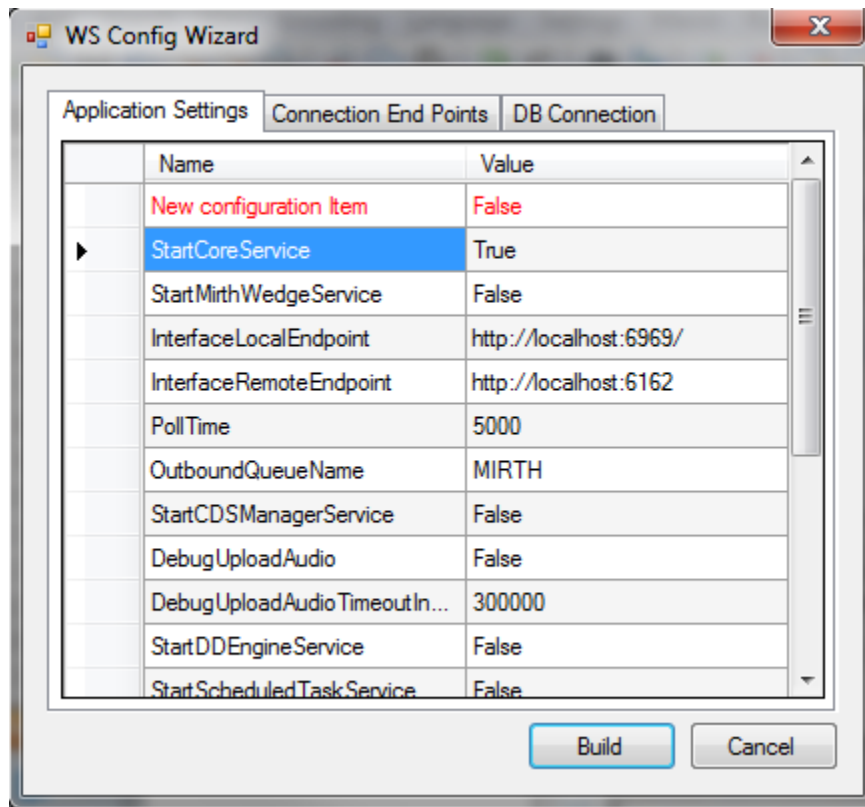 WS Config Wizard
Application Settings Connection End Points DB Connection
Name Value
New configuration Item False
StartCoreService True
StartMirthWedgeService False
InterfaceLocalEndpoint http://localhost:6969/
InterfaceRemoteEndpoint http://localhost:6162
PollTime 5000
OutboundQueueName MIRTH
StartCDSManagerService False
DebugUploadAudio False
DebugUploadAudioTimeoutIn... 300000
StartDDEngineService False
StartScheduledTaskService False
Build Cancel